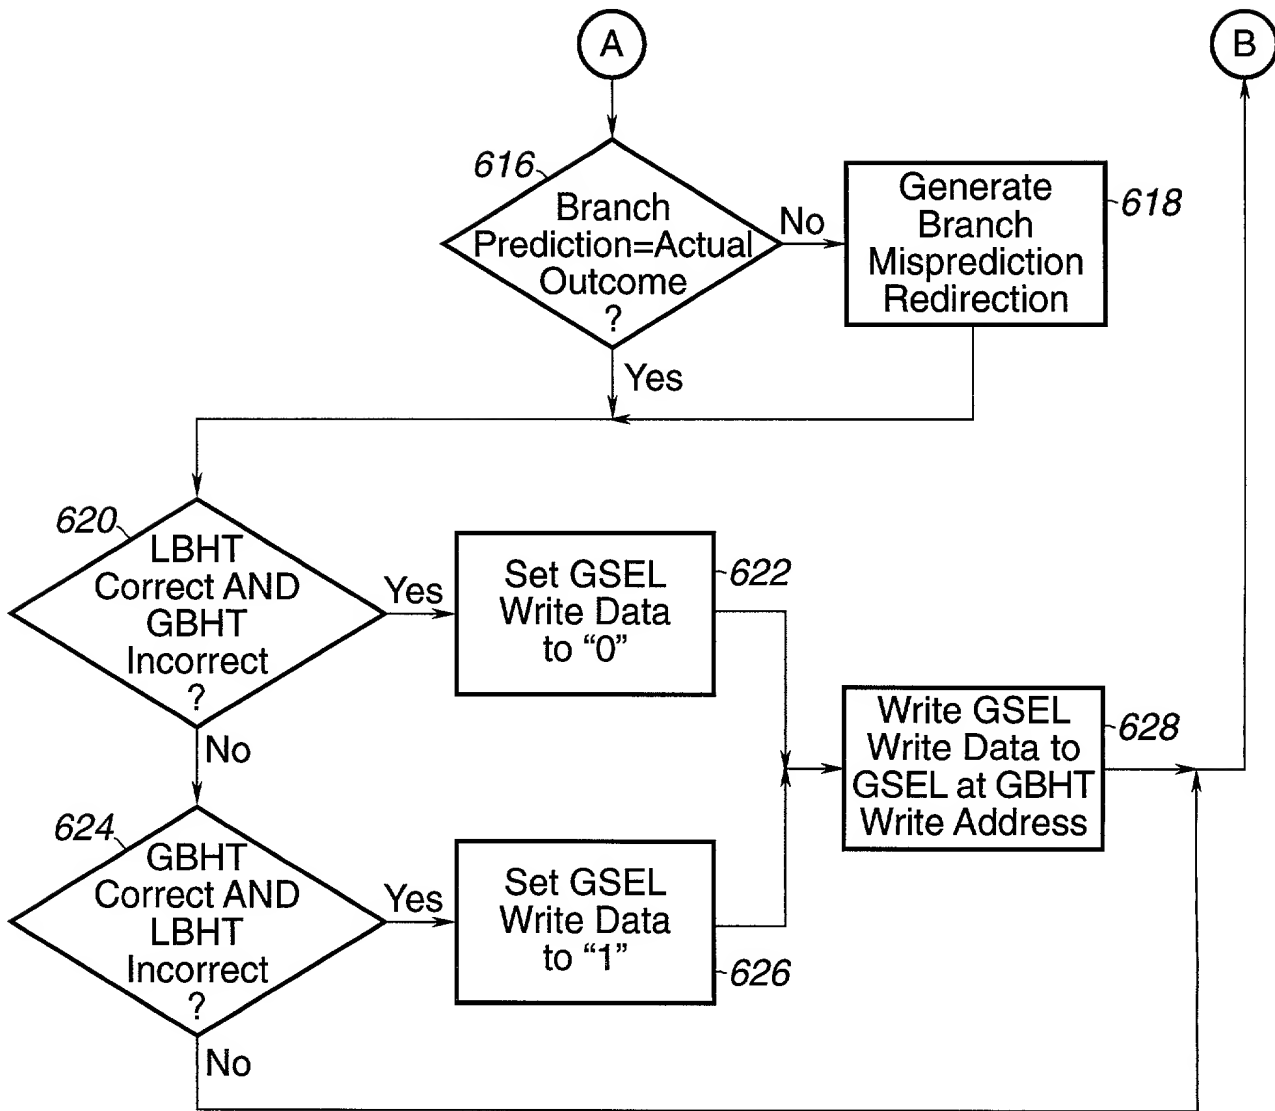 A
B
616
Branch
Prediction=Actual
Outcome
?
No
Generate
Branch
Misprediction
Redirection
618
Yes
620
LBHT
Correct AND
GBHT
Incorrect
?
Yes
Set GSEL
Write Data
to “0”
622
No
Write GSEL
Write Data to
GSEL at GBHT
Write Address
628
624
GBHT
Correct AND
LBHT
Incorrect
?
Yes
Set GSEL
Write Data
to “1”
626
No